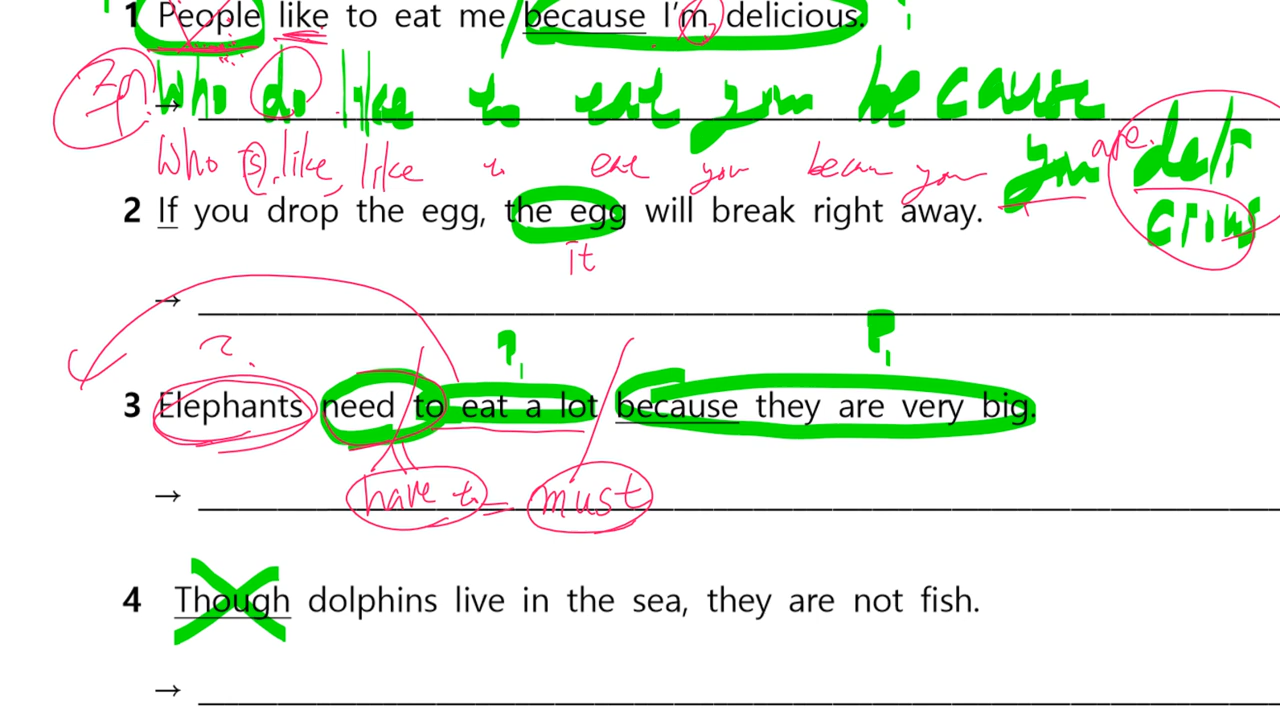 1 People like to eat me because I'm delicious.
Who do like to eat you because
you are deli
cious
→
Who (s) like, like to eat you becau you
2 If you drop the egg, the egg will break right away.
it
→
?
3 Elephants need to eat a lot because they are very big.
have to = must
→
4 Though dolphins live in the sea, they are not fish.
→